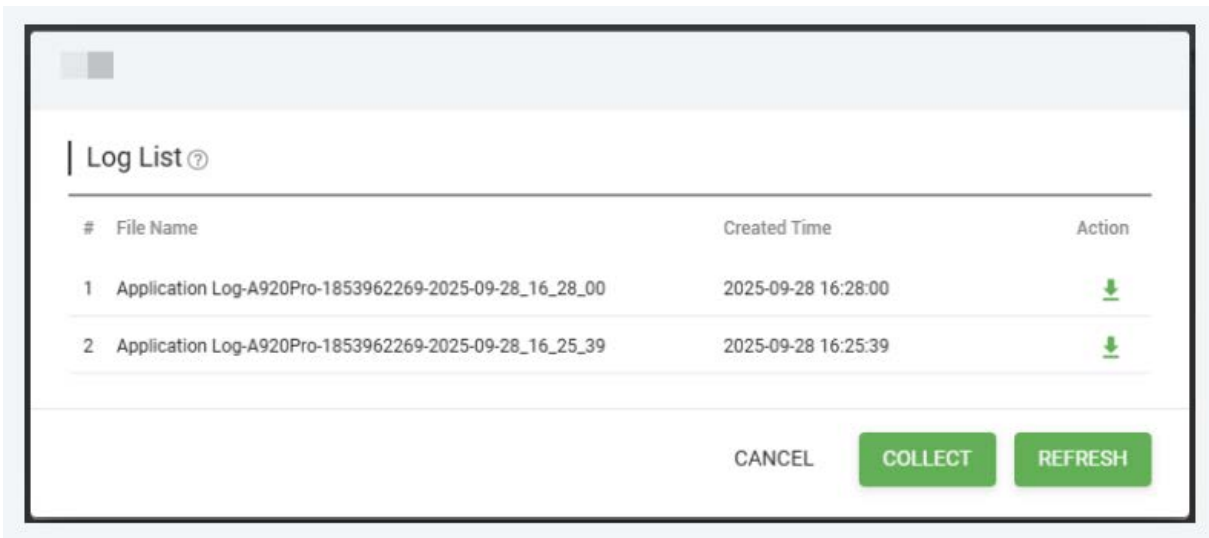 Log List ?
# File Name Created Time Action
1 Application Log-A920Pro-1853962269-2025-09-28_16_28_00 2025-09-28 16:28:00
2 Application Log-A920Pro-1853962269-2025-09-28_16_25_39 2025-09-28 16:25:39
CANCEL COLLECT REFRESH